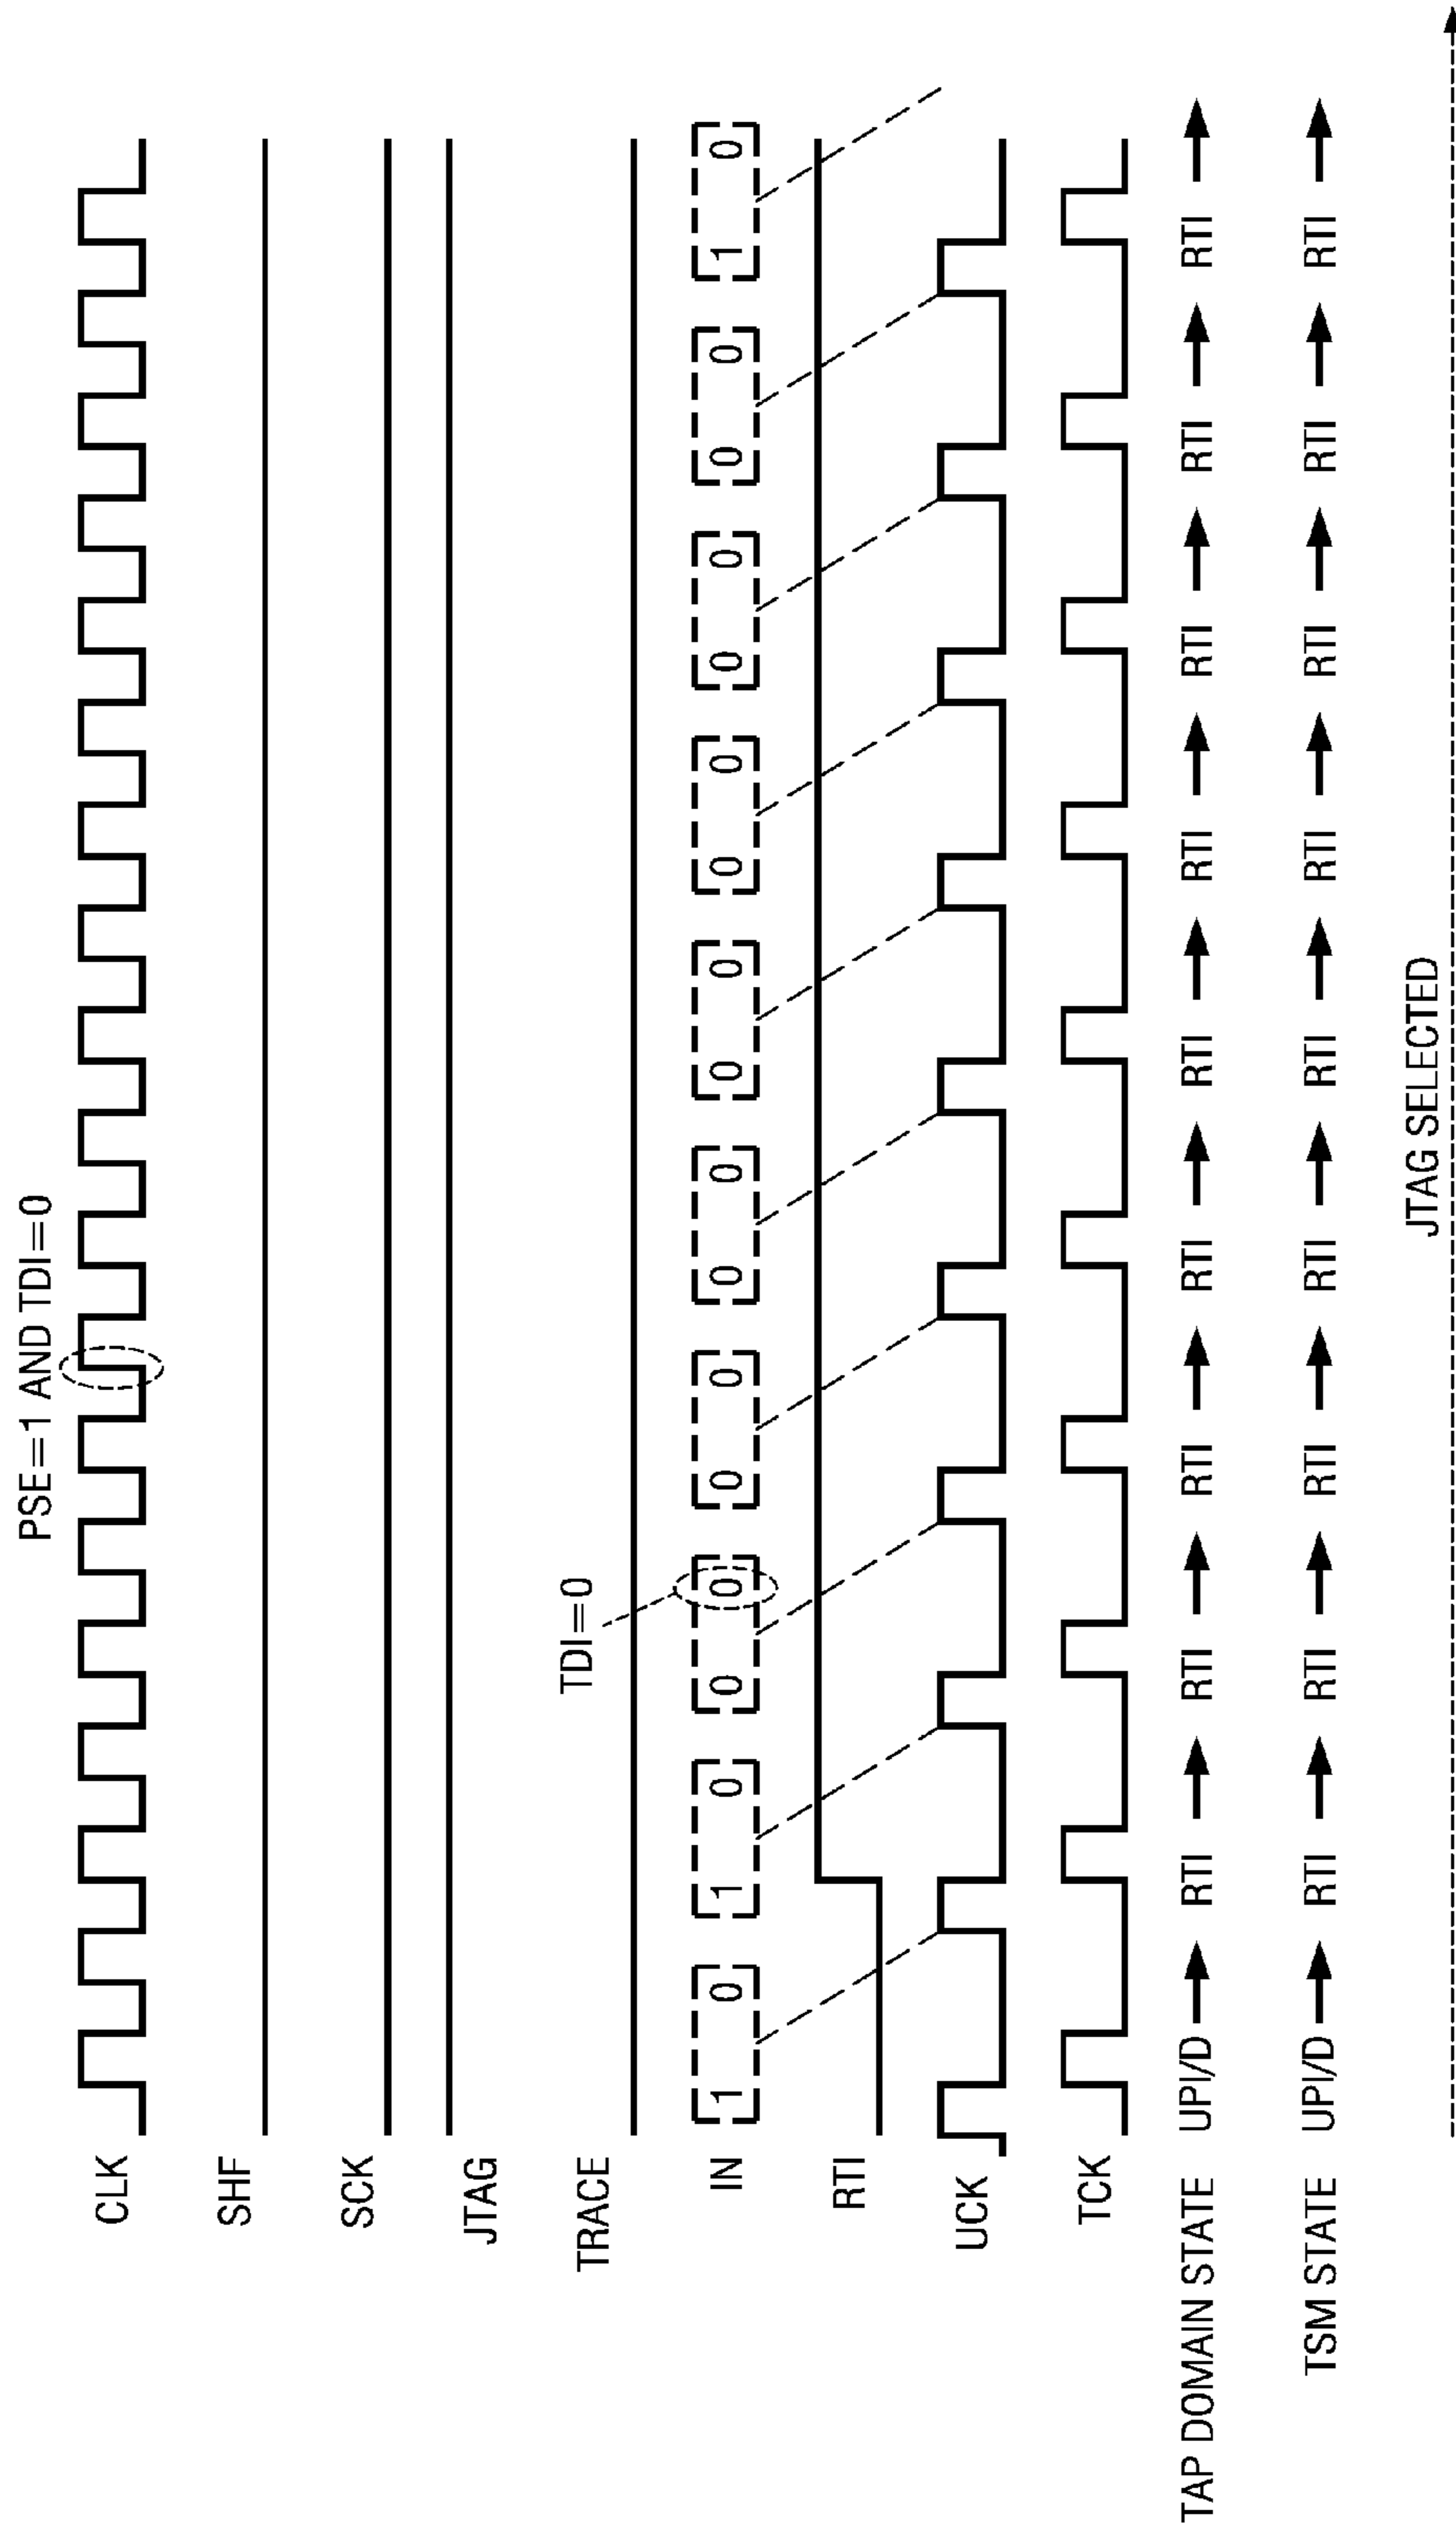 PSE=1 AND TDI=0
CLK
SHF
SCK
JTAG
TRACE
TDI=0
IN 1 0 1 0 0 0 0 0 0 0 0 0 0 0 0 0 0 0 1 0
RTI
UCK
TCK
TAP DOMAIN STATE UPI/D RTI RTI RTI RTI RTI RTI RTI RTI RTI
TSM STATE UPI/D RTI RTI RTI RTI RTI RTI RTI RTI RTI
JTAG SELECTED